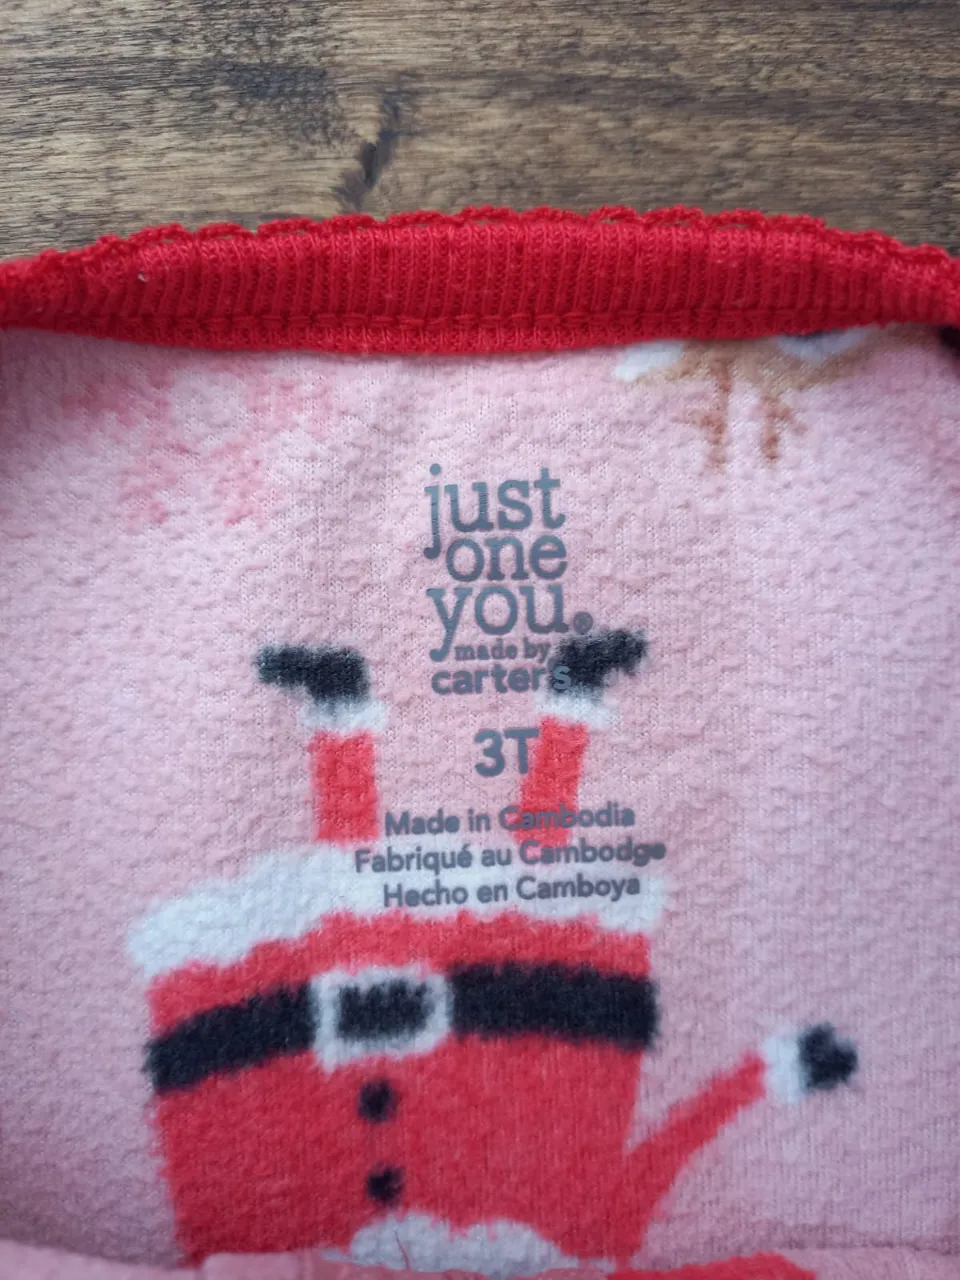 just
one
you®
made by
carter's
3T
Made in Cambodia
Fabriqué au Cambodge
Hecho en Camboya